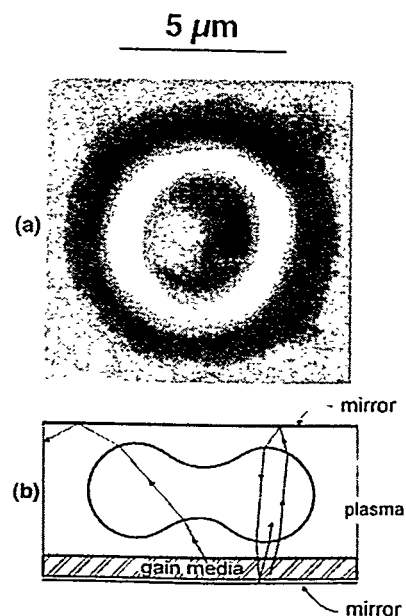 5 μm
(a)
mirror
(b)
plasma
gain media
mirror